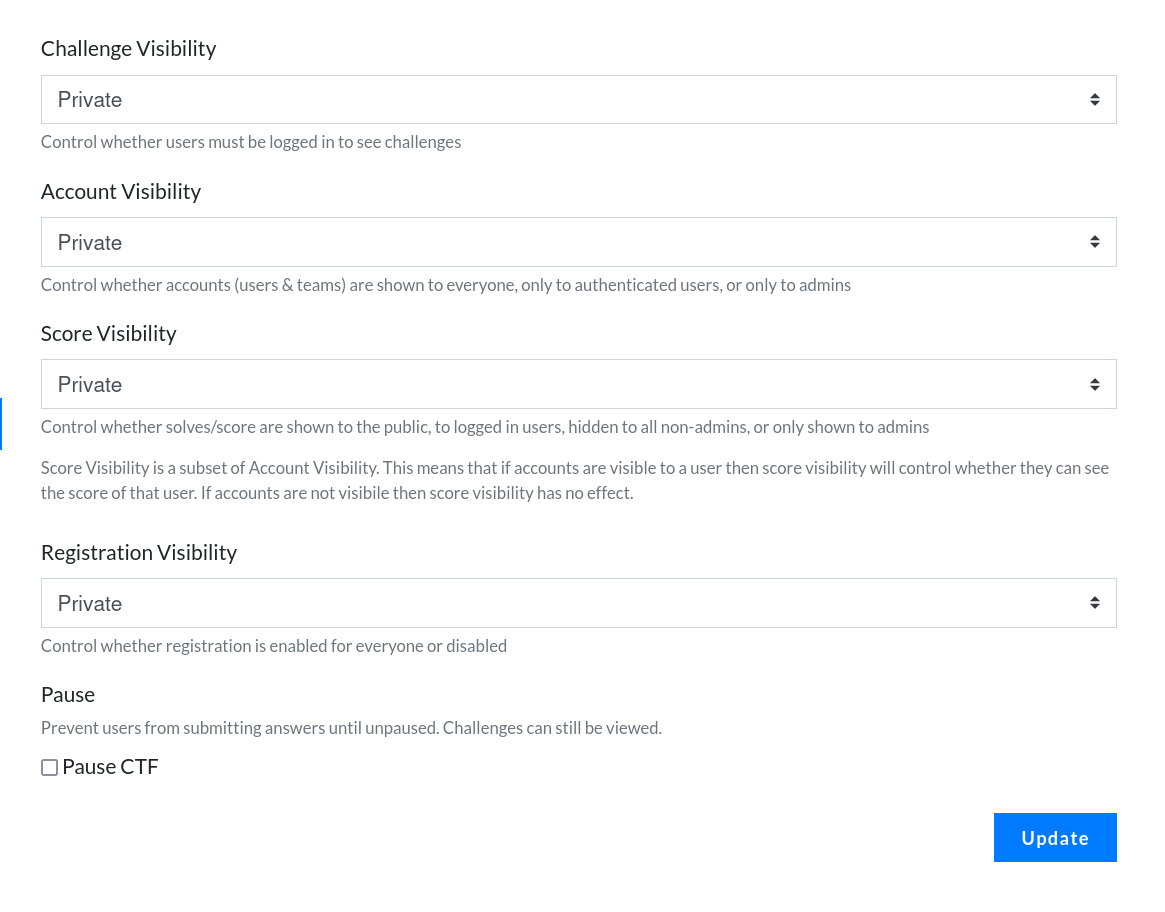 Challenge Visibility
Private
Control whether users must be logged in to see challenges
Account Visibility
Private
Control whether accounts (users & teams) are shown to everyone, only to authenticated users, or only to admins
Score Visibility
Private
Control whether solves/score are shown to the public, to logged in users, hidden to all non-admins, or only shown to admins
Score Visibility is a subset of Account Visibility. This means that if accounts are visible to a user then score visibility will control whether they can see
the score of that user. If accounts are not visibile then score visibility has no effect.
Registration Visibility
Private
Control whether registration is enabled for everyone or disabled
Pause
Prevent users from submitting answers until unpaused. Challenges can still be viewed.
Pause CTF
Update